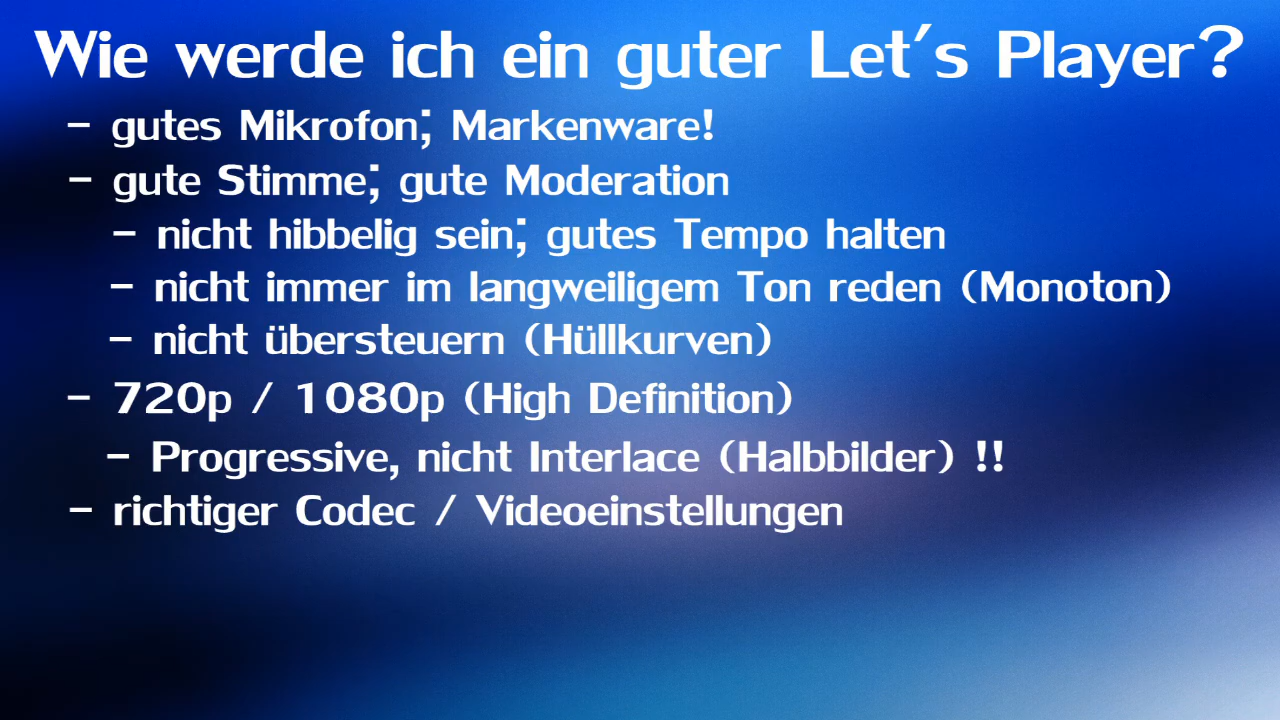 Wie werde ich ein guter Let's Player?
- gutes Mikrofon; Markenware!
- gute Stimme; gute Moderation
- nicht hibbelig sein; gutes Tempo halten
- nicht immer im langweiligem Ton reden (Monoton)
- nicht übersteuern (Hüllkurven)
- 720p / 1080p (High Definition)
- Progressive, nicht Interlace (Halbbilder) !!
- richtiger Codec / Videoeinstellungen